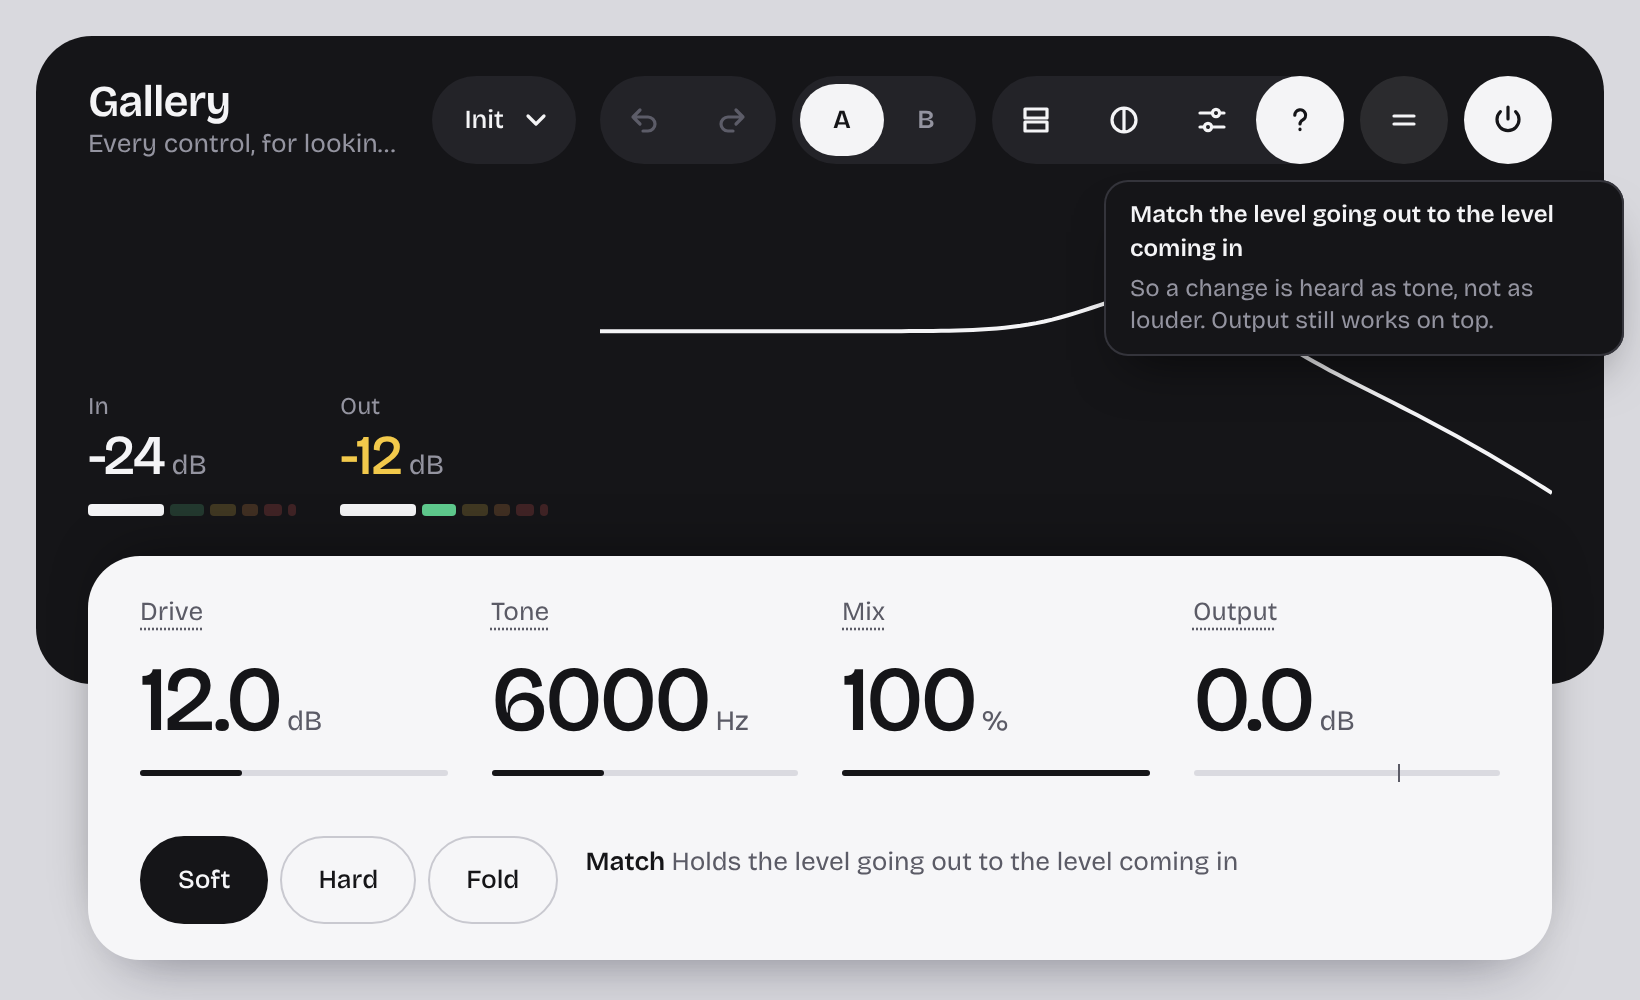 Gallery
Every control, for lookin...
Init
A
B
?
Match the level going out to the level
coming in
So a change is heard as tone, not as
louder. Output still works on top.
In
-24 dB
Out
-12 dB
Drive
12.0 dB
Tone
6000 Hz
Mix
100 %
Output
0.0 dB
Soft
Hard
Fold
Match Holds the level going out to the level coming in